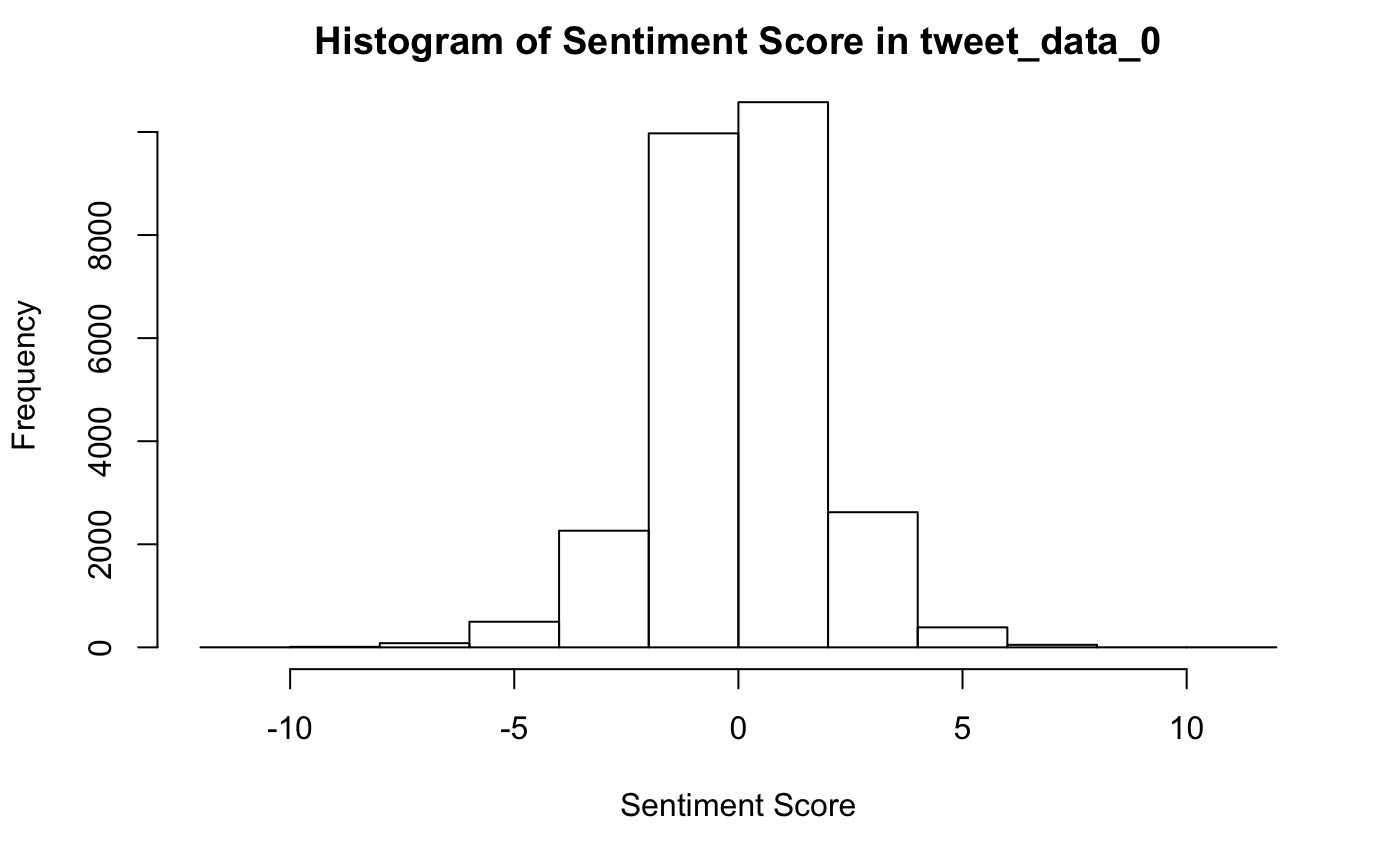 Histogram of Sentiment Score in tweet_data_0
Frequency
8000
6000
4000
2000
0
-10 -5 0 5 10
Sentiment Score